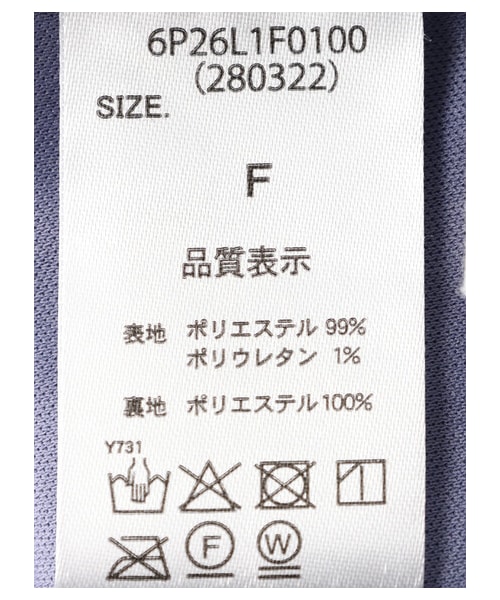 6P26L1F0100
(280322)
SIZE.
F
品質表示
表地 ポリエステル 99%
ポリウレタン 1%
裏地 ポリエステル100%
Y731
F W